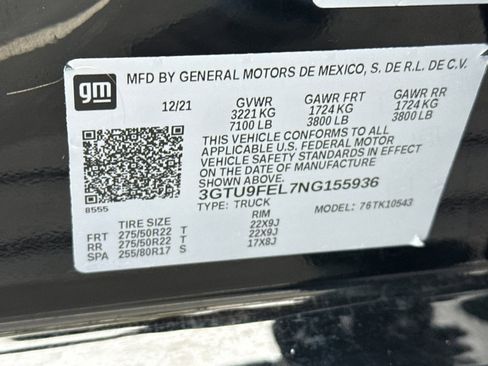 gm
MFD BY GENERAL MOTORS DE MEXICO, S. DE R.L. DE C.V.
12/21 GVWR GAWR FRT GAWR RR
3221 KG 1724 KG 1724 KG
7100 LB 3800 LB 3800 LB
THIS VEHICLE CONFORMS TO ALL
APPLICABLE U.S. FEDERAL MOTOR
VEHICLE SAFETY STANDARDS IN EFFECT
ON THE DATE OF MANUFACTURE
SHOWN ABOVE.
3GTU9FEL7NG155936
8555 TYPE: TRUCK MODEL: 76TK10543
TIRE SIZE RIM
FRT 275/50R22 T 22X9J
RR 275/50R22 T 22X9J
SPA 255/80R17 S 17X8J